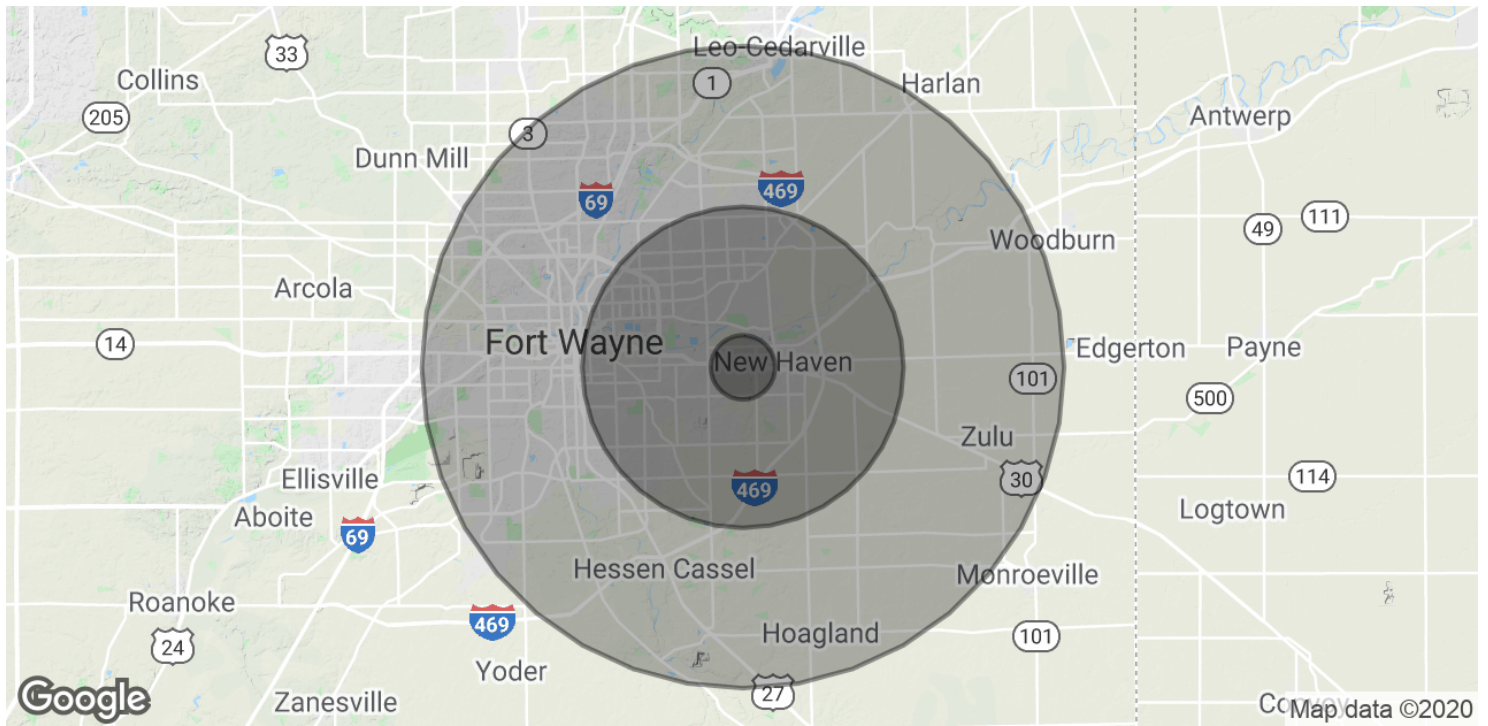 Leo-Cedarville
33
Collins
1
Harlan
205
Antwerp
3
Dunn Mill
469
69
111
49
Woodburn
Arcola
14
Fort Wayne
Edgerton
Payne
New Haven
101
500
Zulu
Ellisville
30
114
469
Logtown
Aboite
69
Hessen Cassel
Monroeville
Roanoke
469
Hoagland
101
24
Yoder
27
Google
Zanesville
Map data ©2020